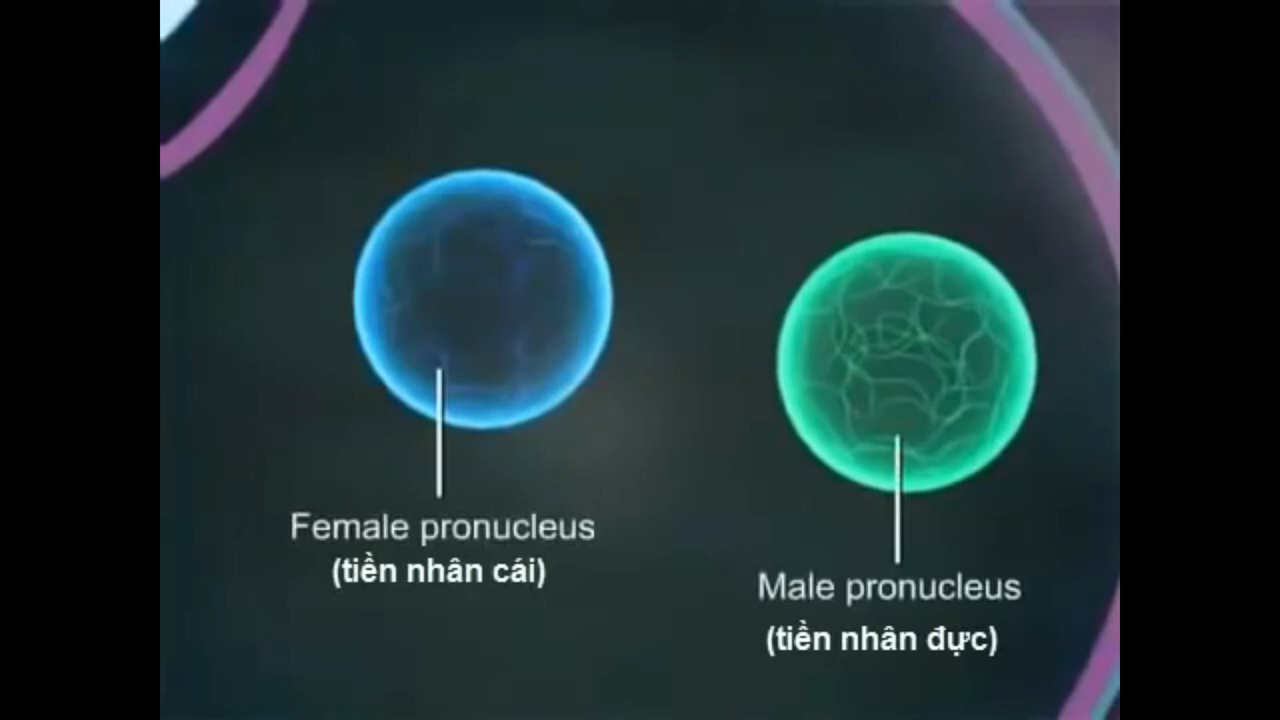 Female pronucleus
(tiền nhân cái)
Male pronucleus
(tiền nhân đực)